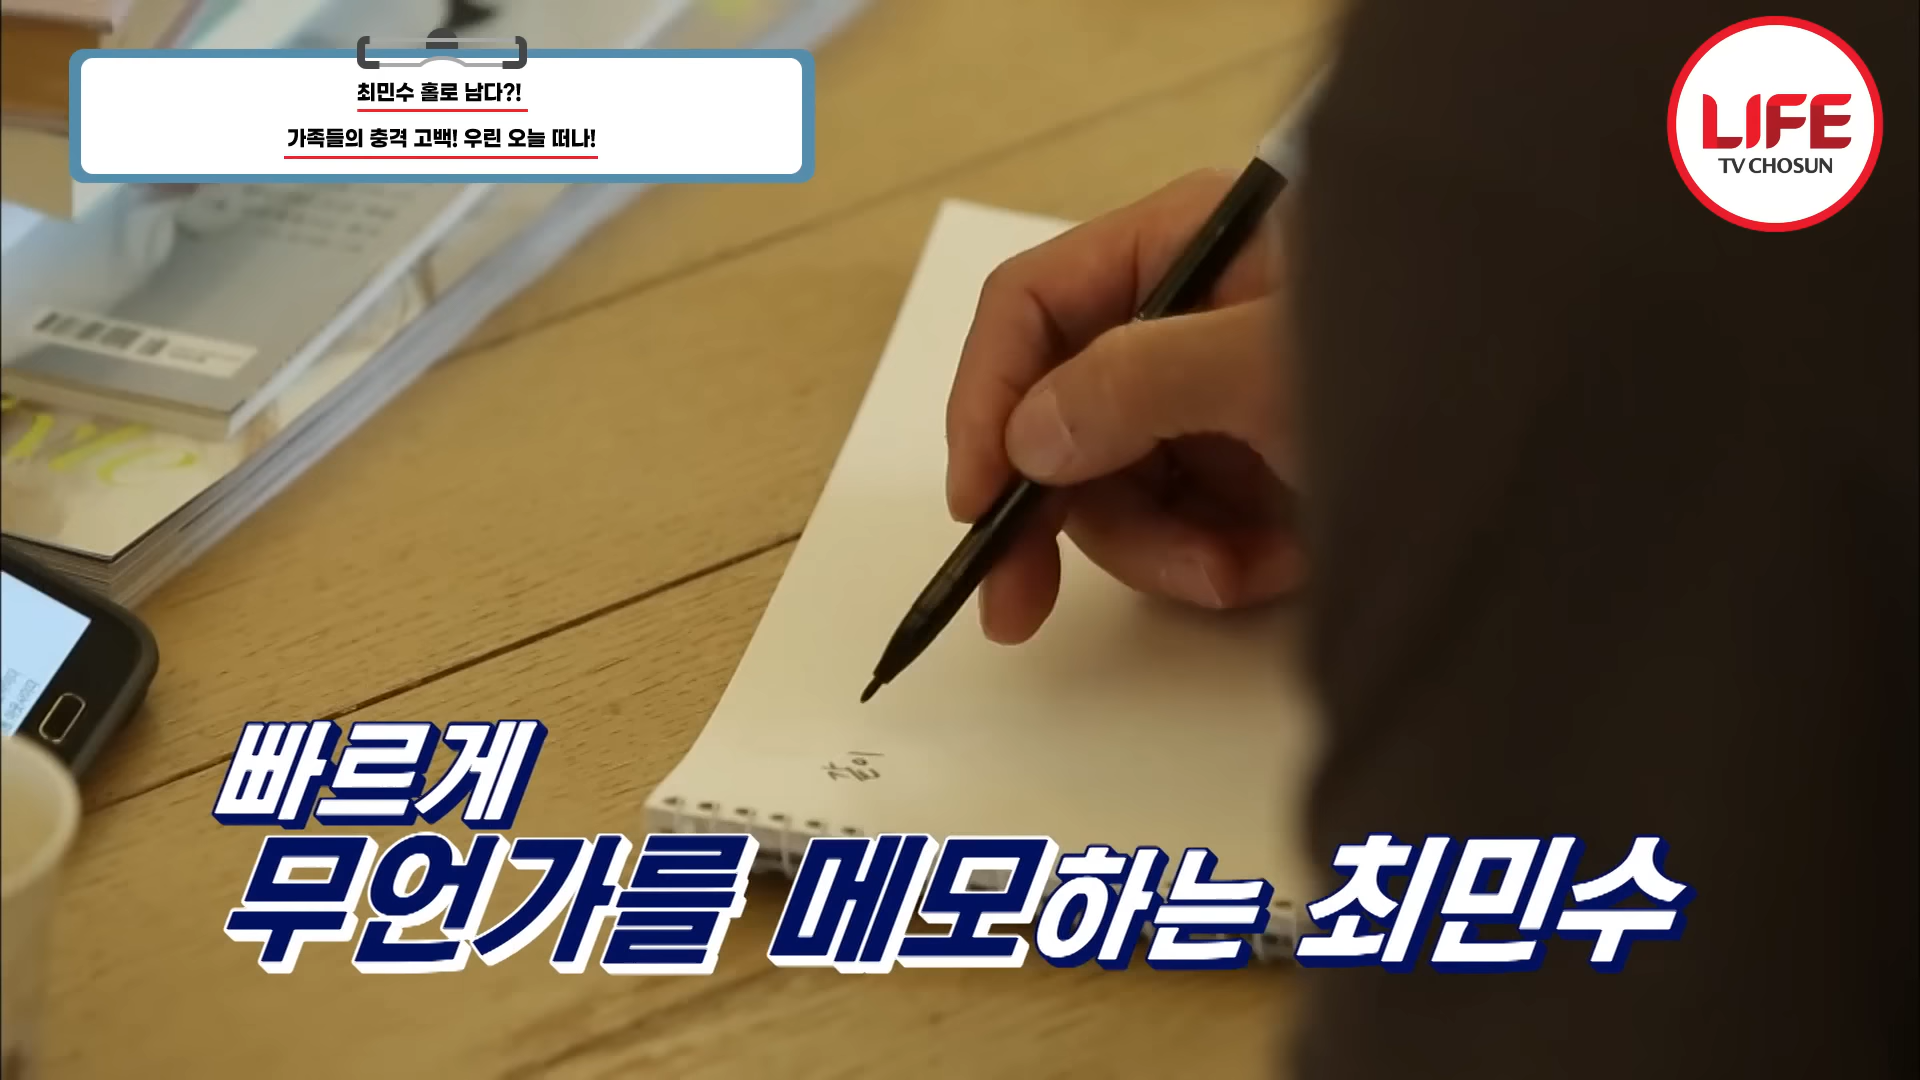 최민수 홀로 남다?!
가족들의 충격 고백! 우린 오늘 떠나!
LIFE
TV CHOSUN
빠르게
무언가를 메모하는 최민수